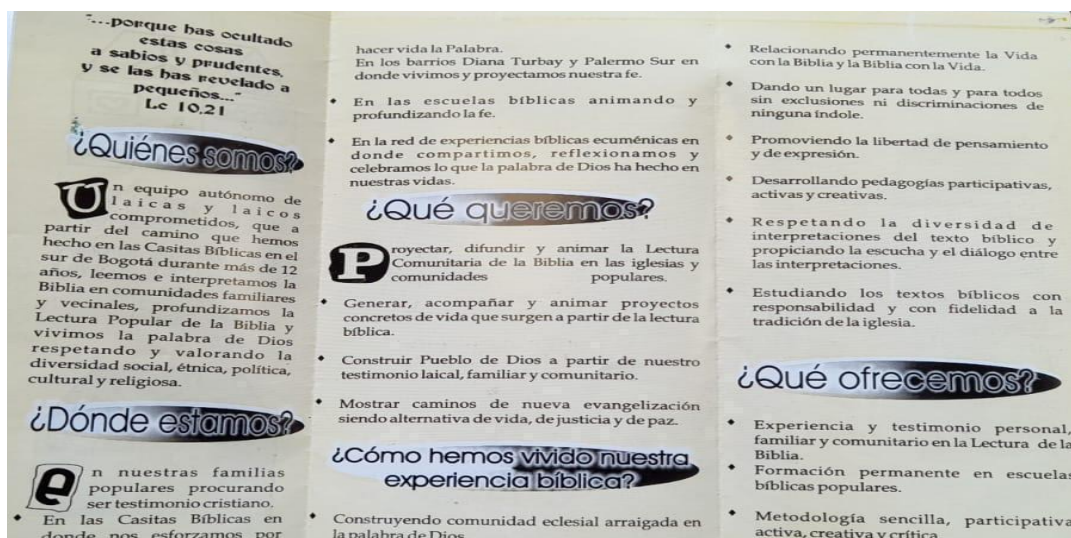 "...porque has ocultado
estas cosas
a sabios y prudentes,
y se las has revelado a
pequeños..."
Lc 10.21
¿Quiénes somos?
Un equipo autónomo de
laicas y laicos
comprometidos, que a
partir del camino que hemos
hecho en las Casitas Bíblicas en el
sur de Bogotá durante más de 12
años, leemos e interpretamos la
Biblia en comunidades familiares
y vecinales, profundizamos la
Lectura Popular de la Biblia y
vivimos la palabra de Dios
respetando y valorando la
diversidad social, étnica, política,
cultural y religiosa.
¿Dónde estamos?
en nuestras familias
populares procurando
ser testimonio cristiano.
• En las Casitas Bíblicas en
donde nos esforzamos por
hacer vida la Palabra.
En los barrios Diana Turbay y Palermo Sur en
donde vivimos y proyectamos nuestra fe.
• En las escuelas bíblicas animando y
profundizando la fe.
• En la red de experiencias bíblicas ecuménicas en
donde compartimos, reflexionamos y
celebramos lo que la palabra de Dios ha hecho en
nuestras vidas.
¿Qué queremos?
Proyectar, difundir y animar la Lectura
Comunitaria de la Biblia en las iglesias y
comunidades populares.
• Generar, acompañar y animar proyectos
concretos de vida que surgen a partir de la lectura
bíblica.
• Construir Pueblo de Dios a partir de nuestro
testimonio laical, familiar y comunitario.
• Mostrar caminos de nueva evangelización
siendo alternativa de vida, de justicia y de paz.
¿Cómo hemos vivido nuestra
experiencia bíblica?
• Construyendo comunidad eclesial arraigada en
la palabra de Dios
• Relacionando permanentemente la Vida
con la Biblia y la Biblia con la Vida.
• Dando un lugar para todas y para todos
sin exclusiones ni discriminaciones de
ninguna índole.
• Promoviendo la libertad de pensamiento
y de expresión.
• Desarrollando pedagogías participativas,
activas y creativas.
• Respetando la diversidad de
interpretaciones del texto bíblico y
propiciando la escucha y el diálogo entre
las interpretaciones.
• Estudiando los textos bíblicos con
responsabilidad y con fidelidad a la
tradición de la iglesia.
¿Qué ofrecemos?
• Experiencia y testimonio personal,
familiar y comunitario en la Lectura de la
Biblia.
• Formación permanente en escuelas
bíblicas populares.
• Metodología sencilla, participativa
activa, creativa y crítica